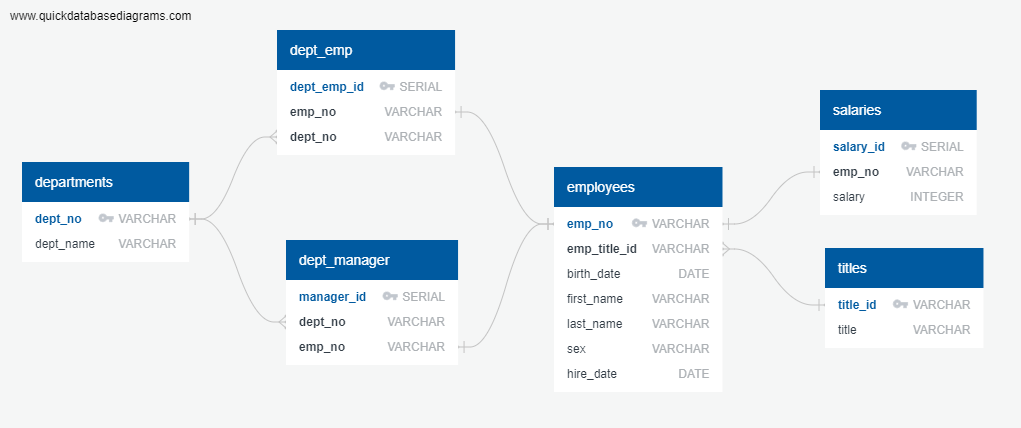 www.quickdatabasediagrams.com
dept_emp
dept_emp_id SERIAL
emp_no VARCHAR
dept_no VARCHAR
departments
dept_no VARCHAR
dept_name VARCHAR
dept_manager
manager_id SERIAL
dept_no VARCHAR
emp_no VARCHAR
employees
emp_no VARCHAR
emp_title_id VARCHAR
birth_date DATE
first_name VARCHAR
last_name VARCHAR
sex VARCHAR
hire_date DATE
salaries
salary_id SERIAL
emp_no VARCHAR
salary INTEGER
titles
title_id VARCHAR
title VARCHAR